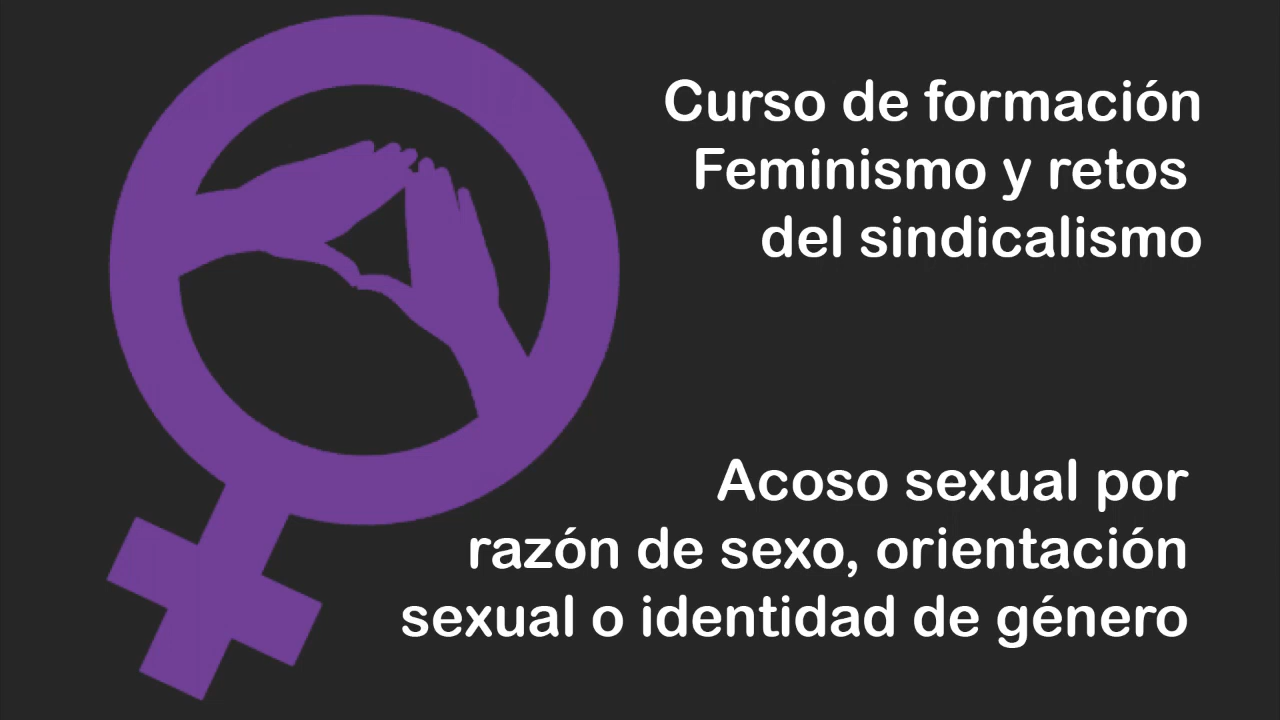 Curso de formación
Feminismo y retos
del sindicalismo
Acoso sexual por
razón de sexo, orientación
sexual o identidad de género